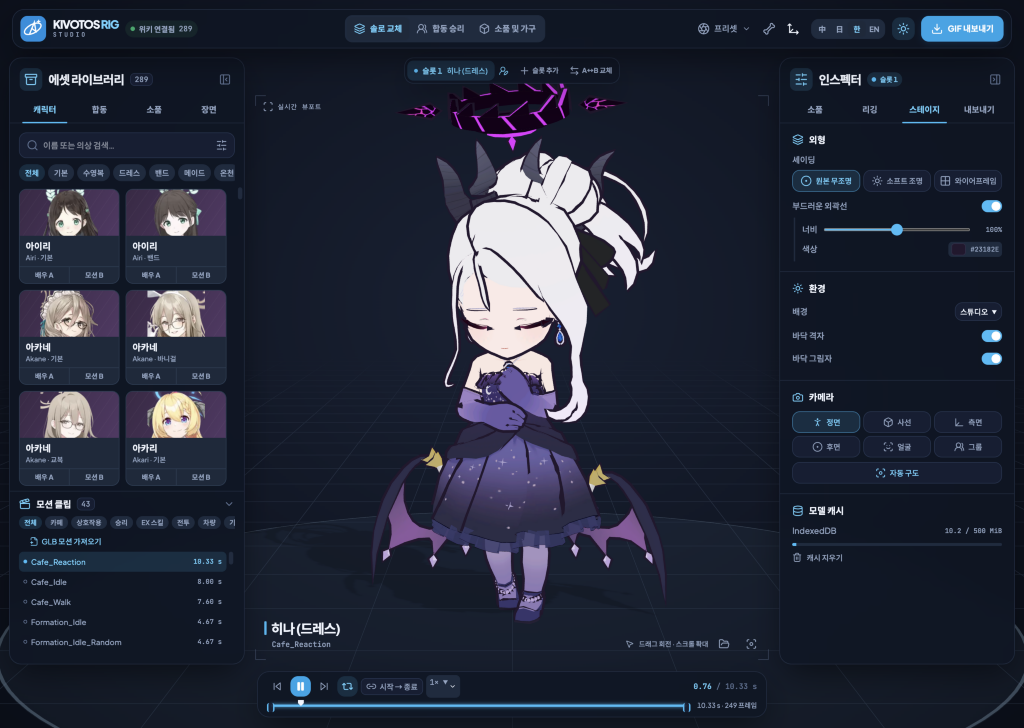 KIVOTOS RIG
STUDIO
위키 연결됨 289
솔로 교체
합동 승리
소품 및 가구
프리셋
中 日 한 EN
GIF 내보내기
에셋 라이브러리 289
캐릭터 합동 소품 장면
이름 또는 의상 검색...
전체 기본 수영복 드레스 밴드 메이드 온천
아이리
Airi · 기본
배우 A 모션 B
아이리
Airi · 밴드
배우 A 모션 B
아카네
Akane · 기본
배우 A 모션 B
아카네
Akane · 바니걸
배우 A 모션 B
아카네
Akane · 교복
배우 A 모션 B
아카리
Akari · 기본
배우 A 모션 B
모션 클립 43
전체 카페 상호작용 승리 EX 스킬 전투 차량
GLB 모션 가져오기
Cafe_Reaction 10.33 s
Cafe_Idle 8.00 s
Cafe_Walk 7.60 s
Formation_Idle 4.67 s
Formation_Idle_Random 4.67 s
슬롯 1 히나 (드레스)
슬롯 추가
A↔B 교체
실시간 뷰포트
히나 (드레스)
Cafe_Reaction
드래그 회전 · 스크롤 확대
시작 → 종료
1×
0.76 / 10.33 s
10.33 s · 249 프레임
인스펙터 슬롯 1
소품 리깅 스테이지 내보내기
외형
셰이딩
원본 무조명 소프트 조명 와이어프레임
부드러운 외곽선
너비 100%
색상 #23182E
환경
배경 스튜디오
바닥 격자
바닥 그림자
카메라
정면 사선 측면
후면 얼굴 그룹
자동 구도
모델 캐시
IndexedDB 10.2 / 500 MiB
캐시 지우기